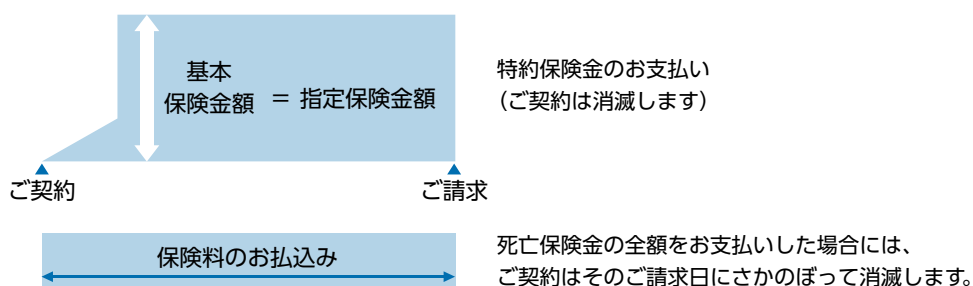 基本
保険金額 = 指定保険金額
特約保険金のお支払い
(ご契約は消滅します)
ご契約
ご請求
保険料のお払込み
死亡保険金の全額をお支払いした場合には、
ご契約はそのご請求日にさかのぼって消滅します。